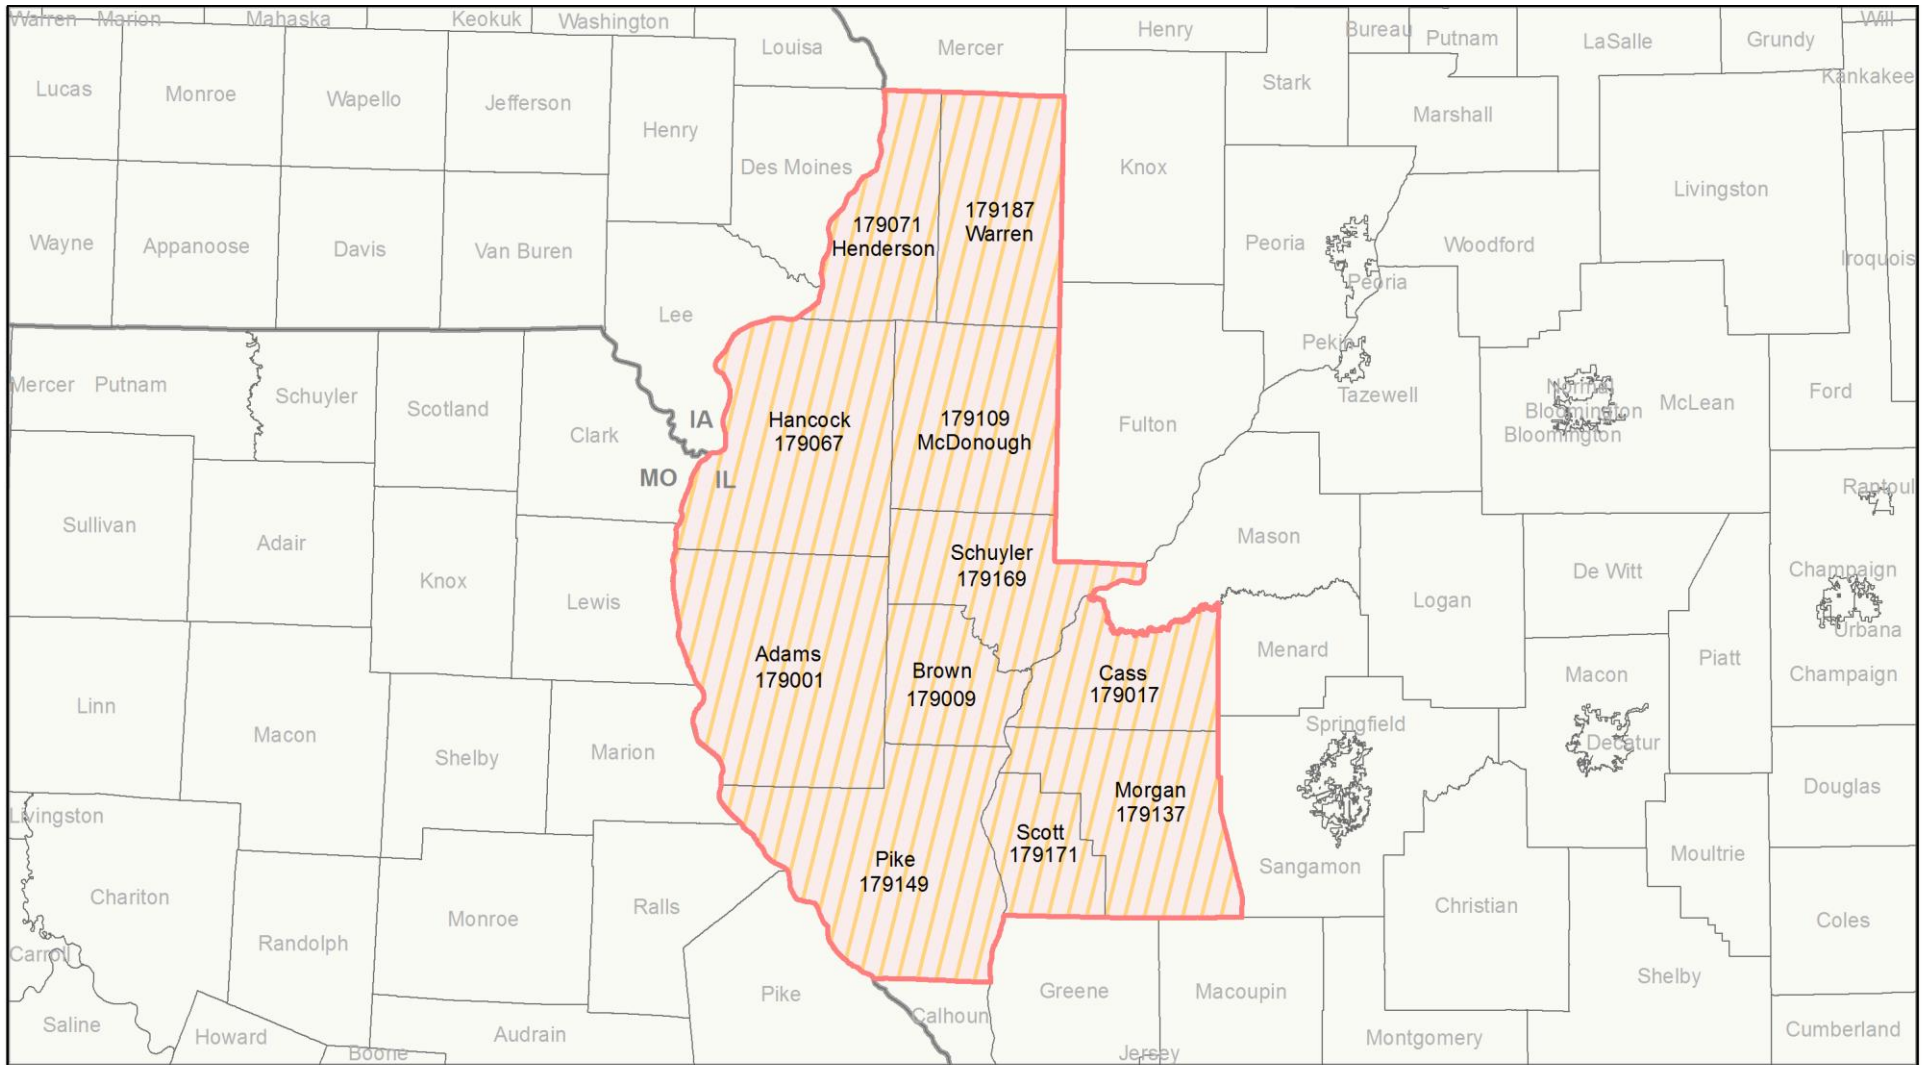 Warren
Marion
Mahaska
Keokuk
Washington
Louisa
Mercer
Henry
Bureau
Putnam
LaSalle
Grundy
Will
Kankakee
Lucas
Monroe
Wapello
Jefferson
Henry
Des Moines
Stark
Marshall
Knox
Livingston
Wayne
Appanoose
Davis
Van Buren
179071
Henderson
179187
Warren
Peoria
Peoria
Woodford
Iroquois
Lee
Pekin
Tazewell
Mercer
Putnam
Schuyler
Scotland
Clark
IA
MO
IL
Hancock
179067
179109
McDonough
Fulton
Normal
Bloomington
Bloomington
McLean
Ford
Rantoul
Sullivan
Adair
Knox
Lewis
Schuyler
179169
Mason
Logan
De Witt
Champaign
Urbana
Champaign
Linn
Macon
Shelby
Marion
Adams
179001
Brown
179009
Cass
179017
Menard
Springfield
Macon
Decatur
Piatt
Livingston
Chariton
Carroll
Randolph
Monroe
Ralls
Pike
179149
Scott
179171
Morgan
179137
Sangamon
Christian
Moultrie
Douglas
Coles
Saline
Howard
Boone
Audrain
Pike
Calhoun
Greene
Jersey
Macoupin
Montgomery
Shelby
Cumberland